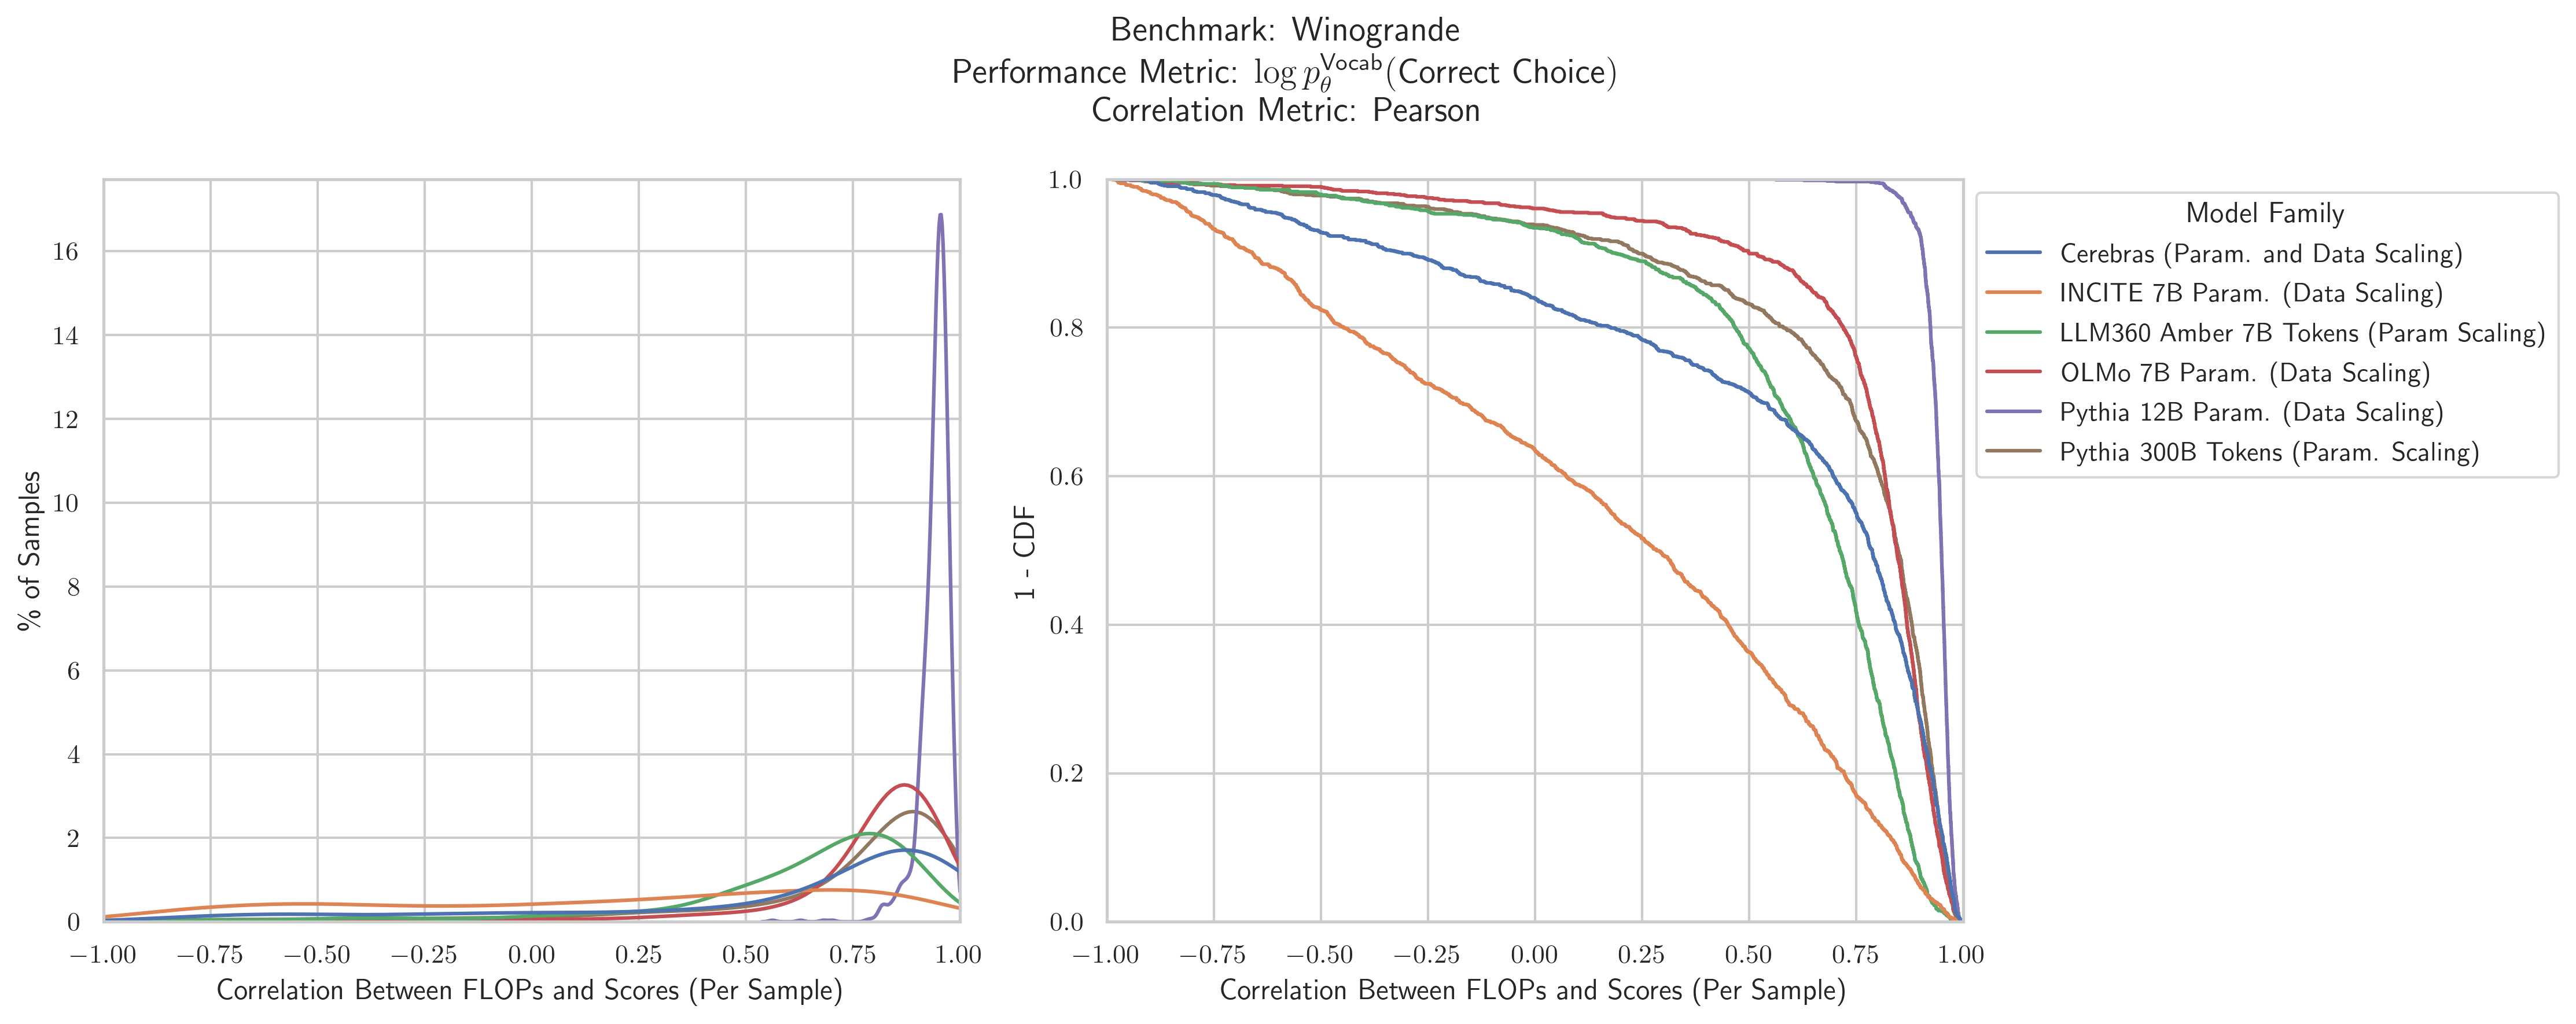 Benchmark: Winogrande
Performance Metric: log p_θ^Vocab(Correct Choice)
Correlation Metric: Pearson
% of Samples
16
14
12
10
8
6
4
2
0
−1.00 −0.75 −0.50 −0.25 0.00 0.25 0.50 0.75 1.00
Correlation Between FLOPs and Scores (Per Sample)
1 - CDF
1.0
0.8
0.6
0.4
0.2
0.0
−1.00 −0.75 −0.50 −0.25 0.00 0.25 0.50 0.75 1.00
Correlation Between FLOPs and Scores (Per Sample)
Model Family
Cerebras (Param. and Data Scaling)
INCITE 7B Param. (Data Scaling)
LLM360 Amber 7B Tokens (Param Scaling)
OLMo 7B Param. (Data Scaling)
Pythia 12B Param. (Data Scaling)
Pythia 300B Tokens (Param. Scaling)